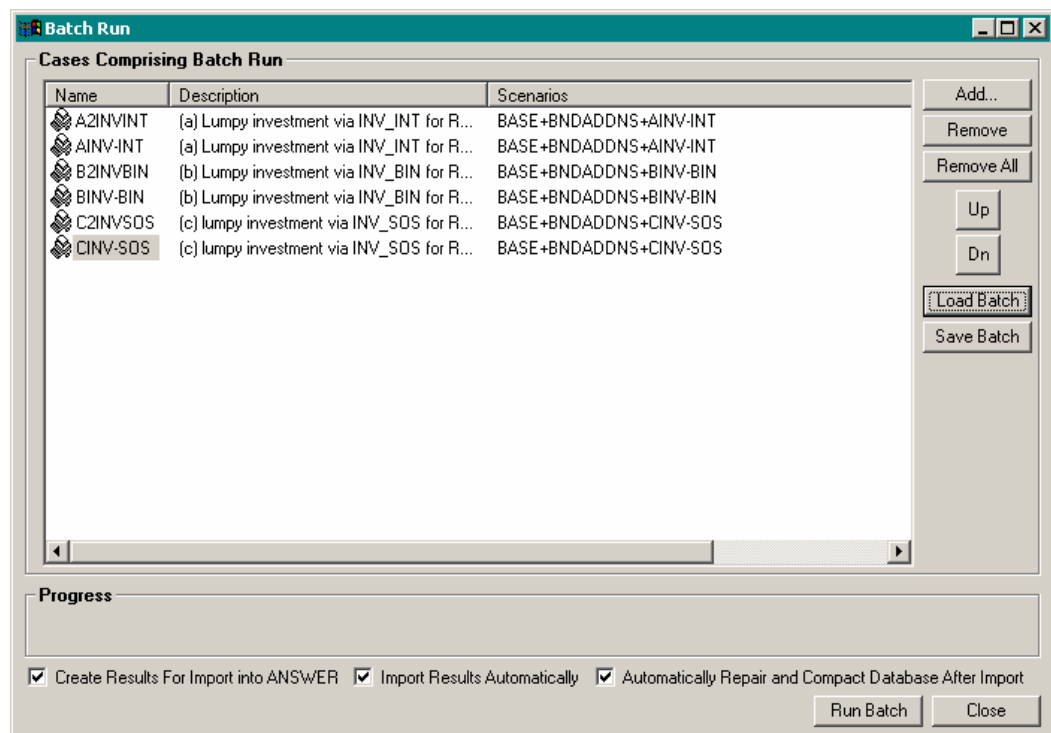 Batch Run
Cases Comprising Batch Run
Name Description Scenarios
A2INVINT (a) Lumpy investment via INV_INT for R... BASE+BNDADDNS+AINV-INT
AINV-INT (a) Lumpy investment via INV_INT for R... BASE+BNDADDNS+AINV-INT
B2INVBIN (b) Lumpy investment via INV_BIN for R... BASE+BNDADDNS+BINV-BIN
BINV-BIN (b) Lumpy investment via INV_BIN for R... BASE+BNDADDNS+BINV-BIN
C2INVSOS (c) lumpy investment via INV_SOS for R... BASE+BNDADDNS+CINV-SOS
CINV-SOS (c) lumpy investment via INV_SOS for R... BASE+BNDADDNS+CINV-SOS
Add...
Remove
Remove All
Up
Dn
Load Batch
Save Batch
Progress
Create Results For Import into ANSWER Import Results Automatically Automatically Repair and Compact Database After Import
Run Batch Close